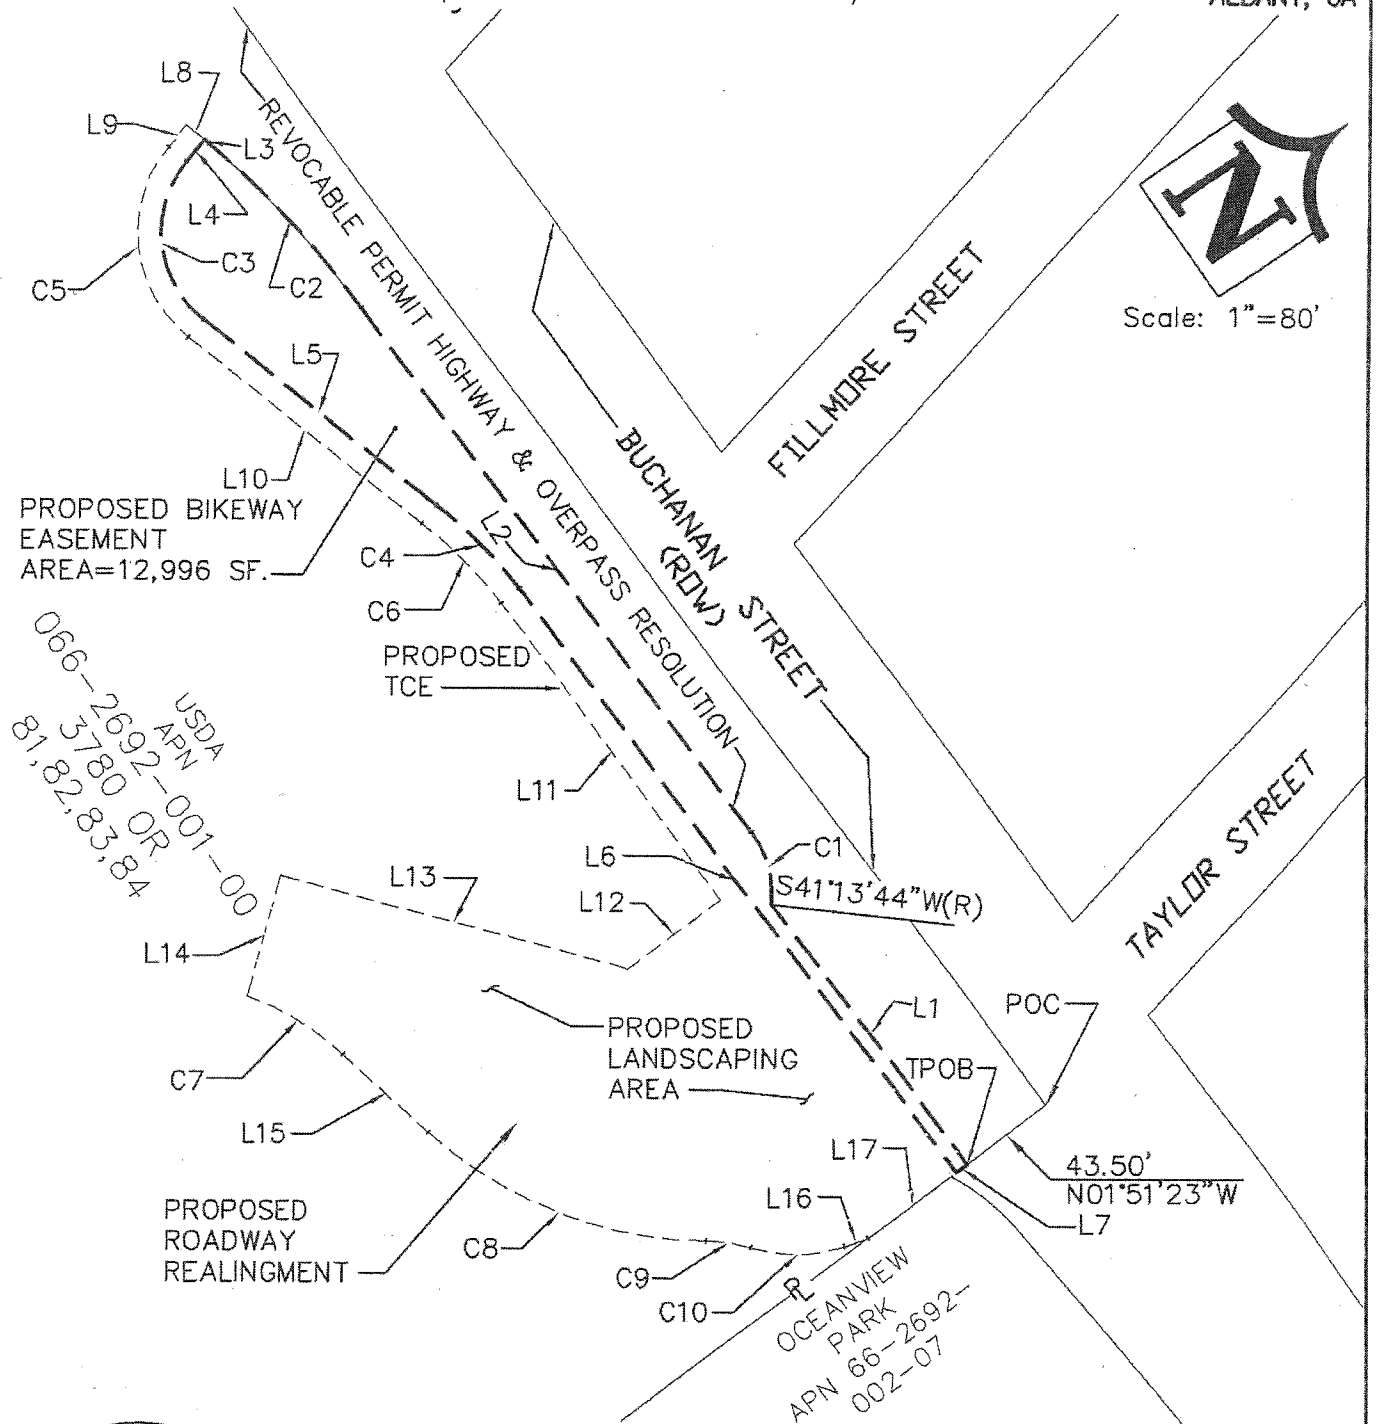 L8
L9
L3
L4
C3
C5
C2
REVOCABLE PERMIT HIGHWAY & OVERPASS RESOLUTION
N
Scale: 1"=80'
FILLMORE STREET
BUCHANAN STREET
(ROW)
L5
L10
PROPOSED BIKEWAY
EASEMENT
AREA=12,996 SF.
L2
C4
C6
PROPOSED
TCE
USDA
APN
066-2692-001-00
3780 OR
81,82,83,84
L11
L6
C1
S41°13'44"W(R)
TAYLOR STREET
L13
L12
L14
POC
L1
PROPOSED
LANDSCAPING
AREA
TPOB
C7
L15
L17
43.50'
N01°51'23"W
L16
L7
PROPOSED
ROADWAY
REALINGMENT
C8
C9
C10
PL
OCEANVIEW
PARK
APN 66-2692-
002-07